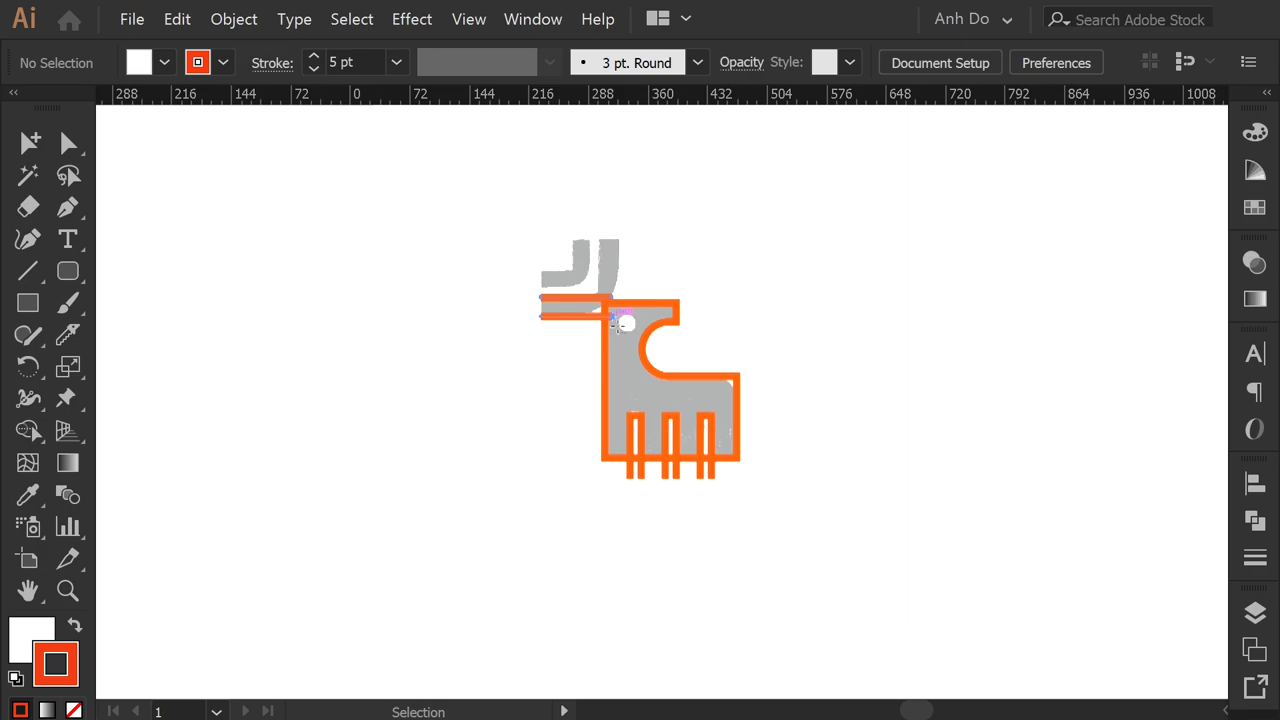 Ai File Edit Object Type Select Effect View Window Help Anh Do Search Adobe Stock
No Selection Stroke: 5 pt 3 pt. Round Opacity Style: Document Setup Preferences
288 216 144 72 0 72 144 216 288 360 432 504 576 648 720 792 864 936 1008
1 Selection